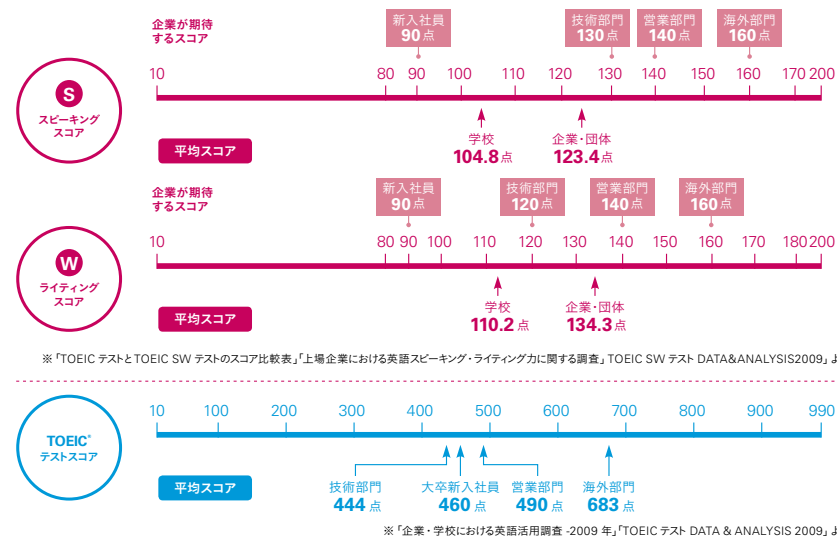 企業が期待
するスコア
新入社員
90点
技術部門
130点
営業部門
140点
海外部門
160点
10 80 90 100 110 120 130 140 150 160 170 200
S
スピーキング
スコア
平均スコア
学校
104.8点
企業・団体
123.4点
企業が期待
するスコア
新入社員
90点
技術部門
120点
営業部門
140点
海外部門
160点
10 80 90 100 110 120 130 140 150 160 170 180 200
W
ライティング
スコア
平均スコア
学校
110.2点
企業・団体
134.3点
※「TOEIC テストとTOEIC SW テストのスコア比較表」「上場企業における英語スピーキング・ライティング力に関する調査」TOEIC SW テスト DATA&ANALYSIS2009」よ
10 100 200 300 400 500 600 700 800 900 990
TOEIC®
テストスコア
平均スコア
技術部門
444点
大卒新入社員
460点
営業部門
490点
海外部門
683点
※「企業・学校における英語活用調査 -2009 年」「TOEIC テスト DATA & ANALYSIS 2009」よ